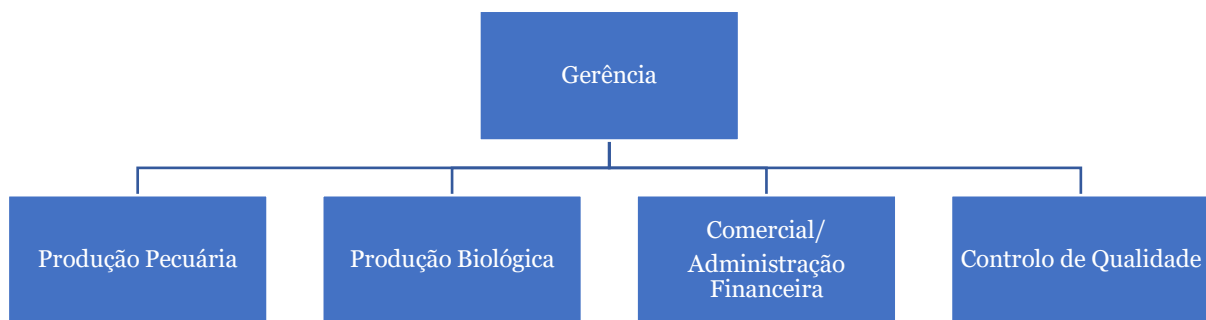 Gerência
Produção Pecuária
Produção Biológica
Comercial/
Administração
Financeira
Controlo de Qualidade